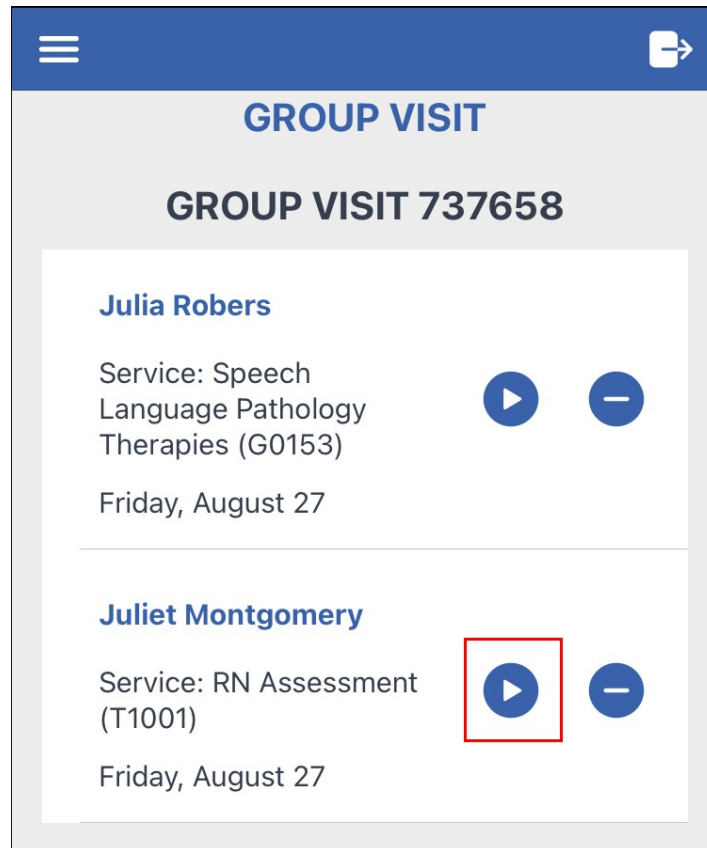 GROUP VISIT
GROUP VISIT 737658
Julia Robers
Service: Speech
Language Pathology
Therapies (G0153)
Friday, August 27
Juliet Montgomery
Service: RN Assessment
(T1001)
Friday, August 27